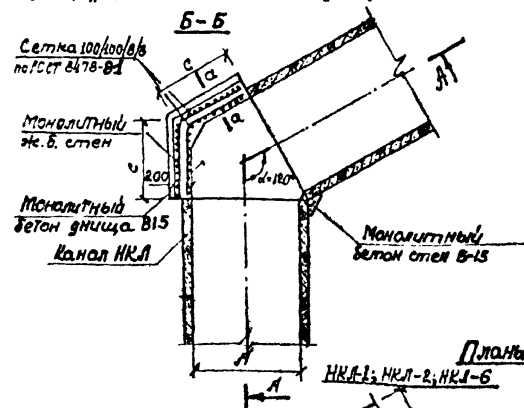 Б-Б
Сетка 100/100/8/8
по ГОСТ 8478-81
с
а
а
А
Монолитный
ж.б. стен
с
200
α=120°
Монолитный
бетон днища В15
Канал НКЛ
Монолитный
бетон стен В-15
А
А
Планы
НКЛ-1; НКЛ-2; НКЛ-6